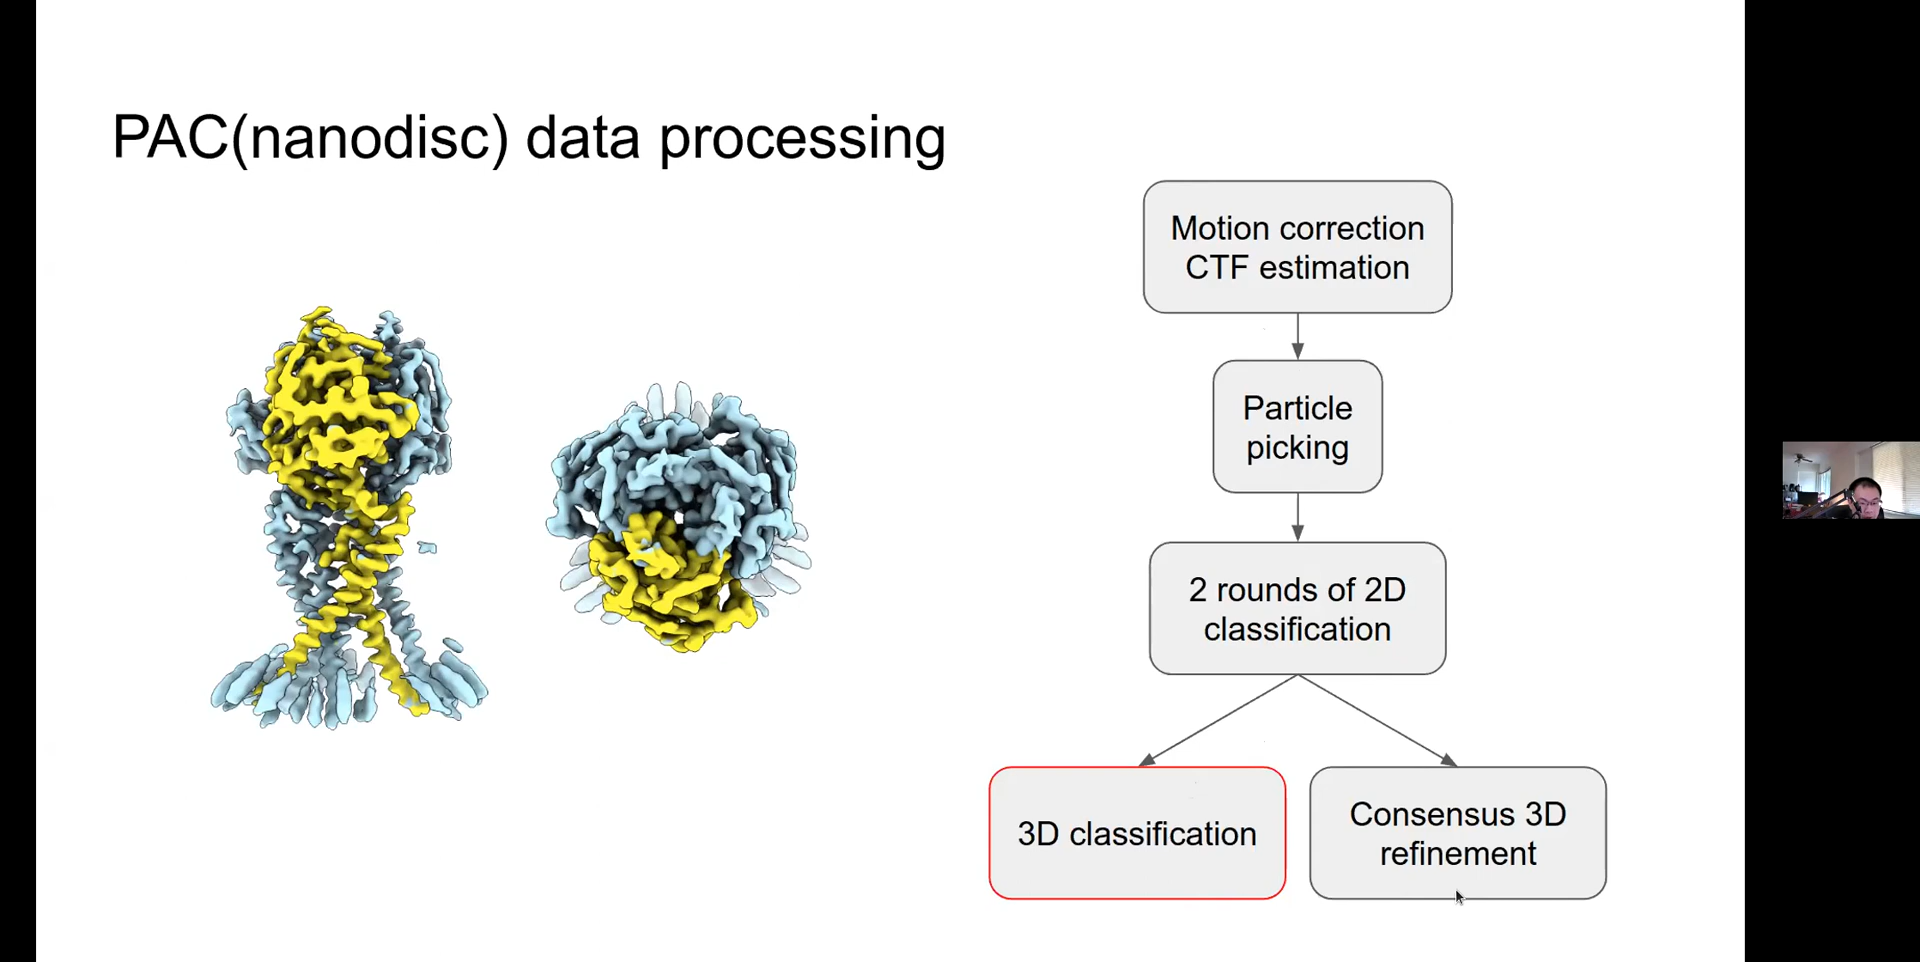 PAC(nanodisc) data processing
Motion correction
CTF estimation
Particle
picking
2 rounds of 2D
classification
3D classification
Consensus 3D
refinement